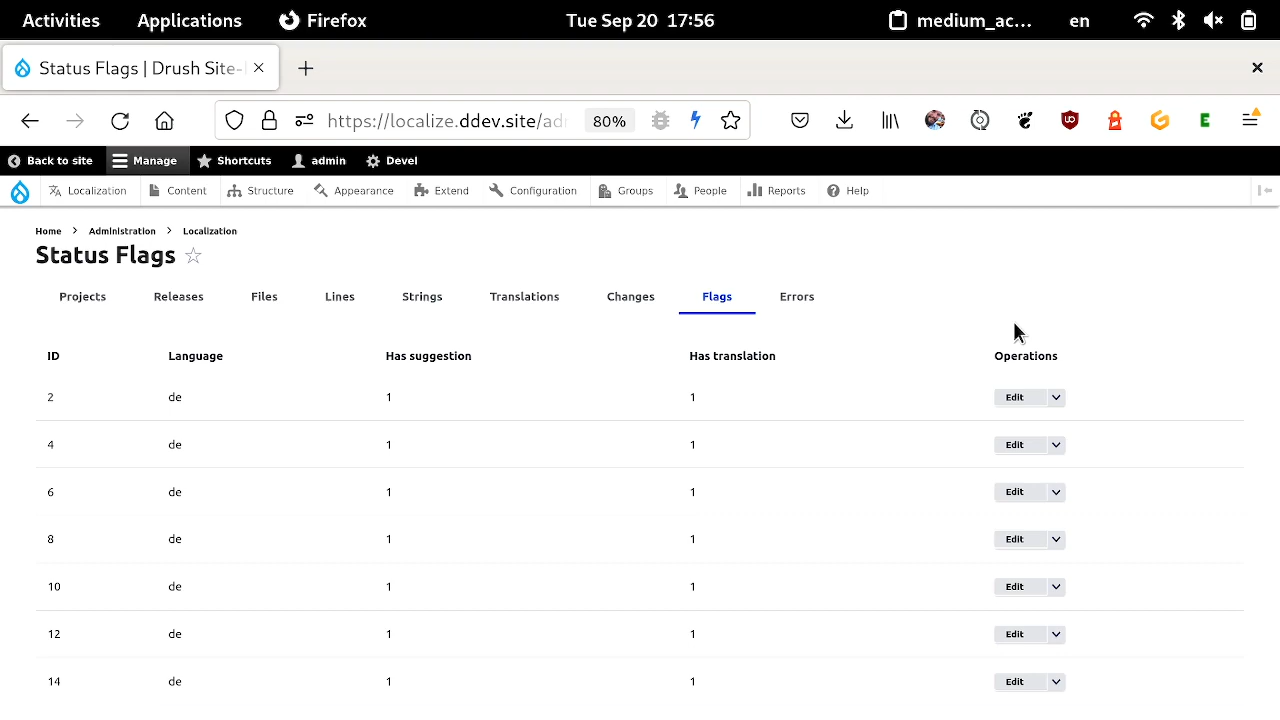 Activities Applications Firefox Tue Sep 20 17:56 medium_ac... en
Status Flags | Drush Site-
https://localize.ddev.site/ad 80%
Back to site Manage Shortcuts admin Devel
Localization Content Structure Appearance Extend Configuration Groups People Reports Help
Home > Administration > Localization
Status Flags
Projects Releases Files Lines Strings Translations Changes Flags Errors
ID Language Has suggestion Has translation Operations
2 de 1 1 Edit
4 de 1 1 Edit
6 de 1 1 Edit
8 de 1 1 Edit
10 de 1 1 Edit
12 de 1 1 Edit
14 de 1 1 Edit